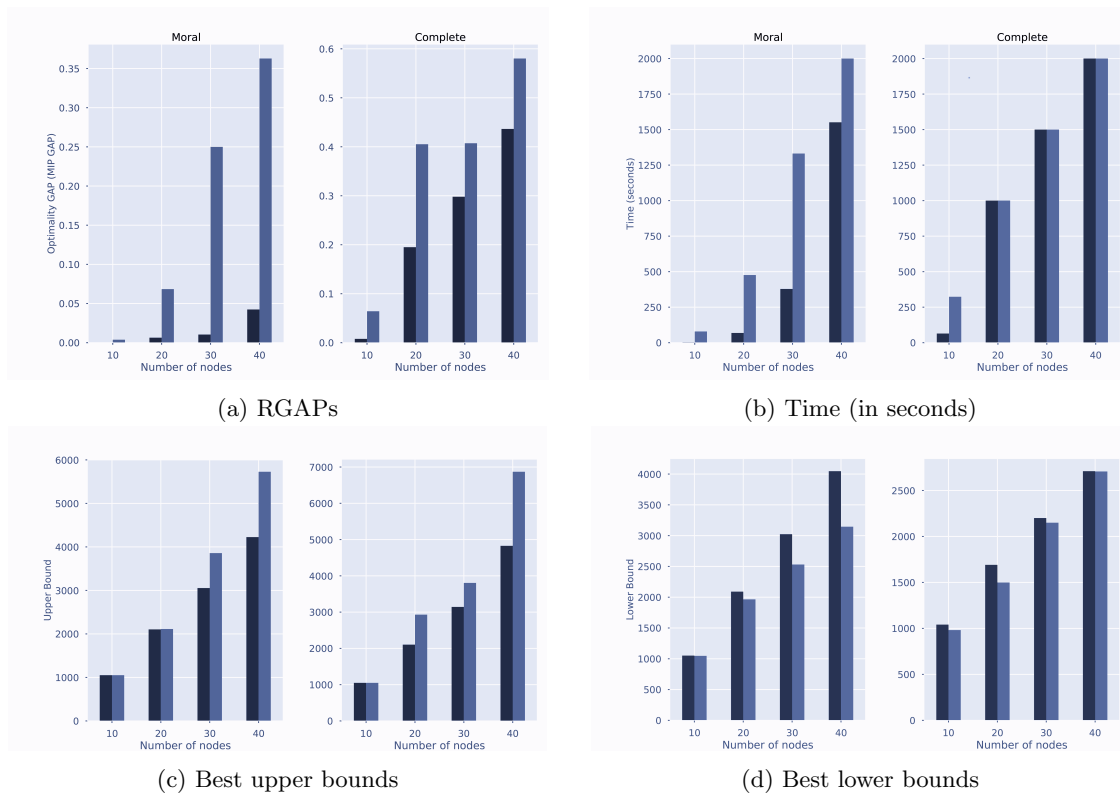 Moral
Complete
Optimality GAP (MIP GAP)
0.35
0.30
0.25
0.20
0.15
0.10
0.05
0.00
10 20 30 40
Number of nodes
0.6
0.5
0.4
0.3
0.2
0.1
0.0
10 20 30 40
Number of nodes
(a) RGAPs
Moral
Complete
Time (seconds)
2000
1750
1500
1250
1000
750
500
250
0
10 20 30 40
Number of nodes
2000
1750
1500
1250
1000
750
500
250
0
10 20 30 40
Number of nodes
(b) Time (in seconds)
Upper Bound
6000
5000
4000
3000
2000
1000
0
10 20 30 40
Number of nodes
7000
6000
5000
4000
3000
2000
1000
0
10 20 30 40
Number of nodes
(c) Best upper bounds
Lower Bound
4000
3500
3000
2500
2000
1500
1000
500
0
10 20 30 40
Number of nodes
2500
2000
1500
1000
500
0
10 20 30 40
Number of nodes
(d) Best lower bounds